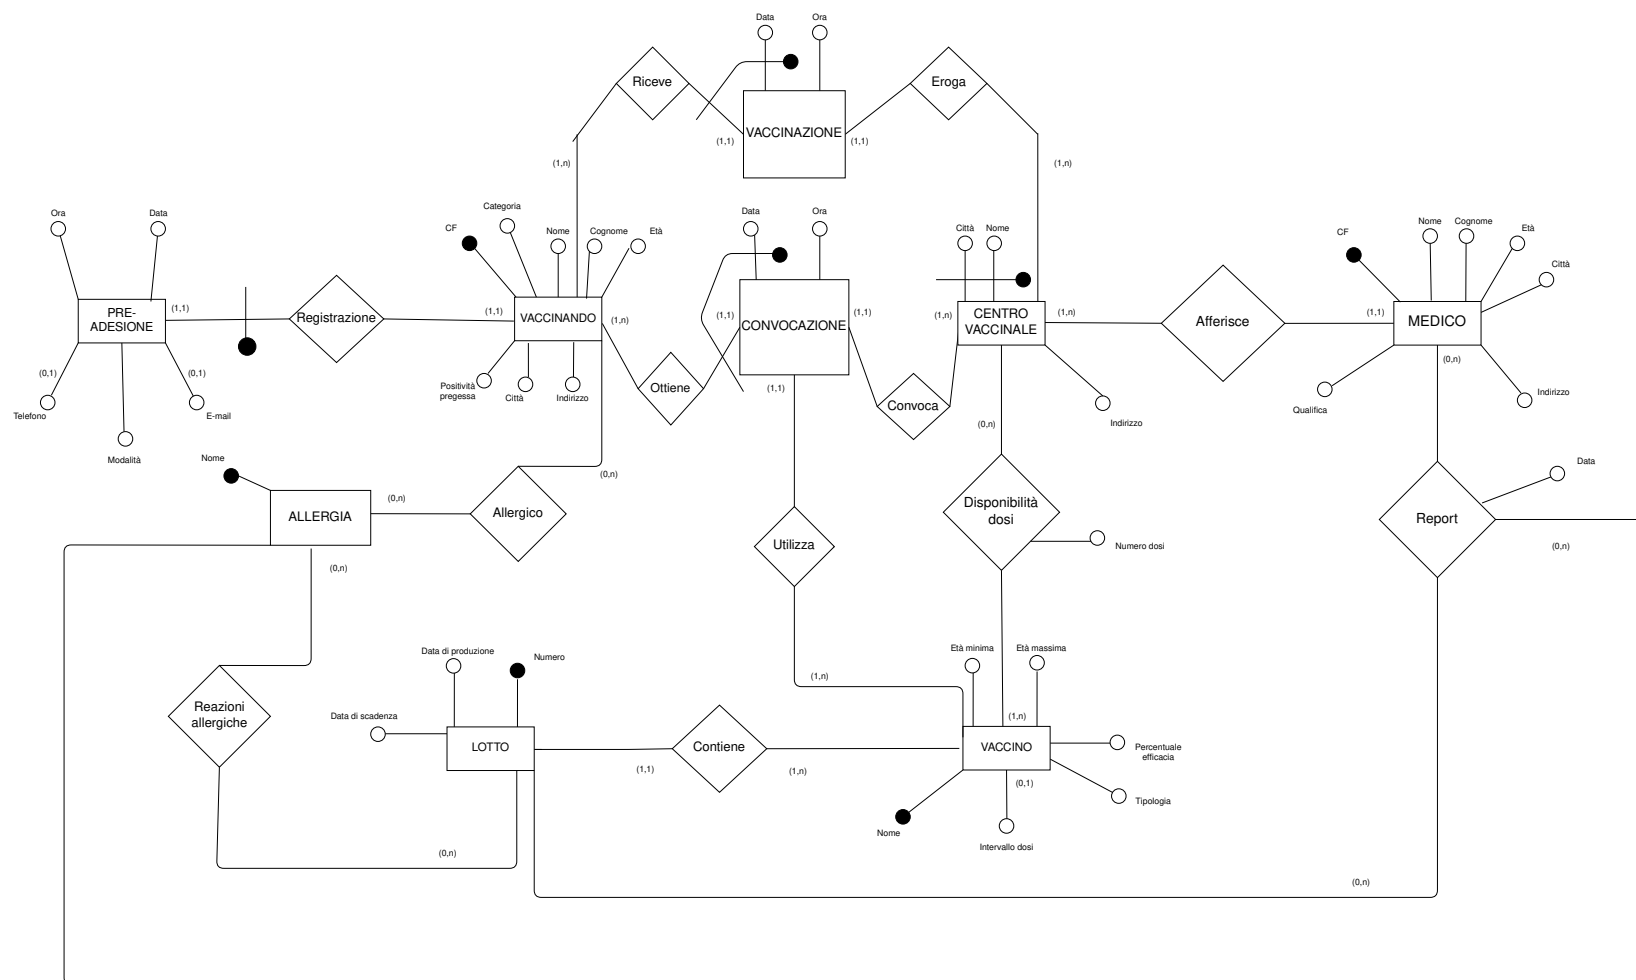 Data
Ora
Riceve
Eroga
VACCINAZIONE
(1,1)
(1,1)
(1,n)
(1,n)
Ora
Data
CF
Categoria
Nome
Cognome
Età
Data
Ora
Città
Nome
CF
Nome
Cognome
Età
Città
PRE-
ADESIONE
(1,1)
Registrazione
(1,1)
VACCINANDO
(1,n)
(1,1)
CONVOCAZIONE
(1,1)
(1,n)
CENTRO
VACCINALE
(1,n)
Afferisce
(1,1)
MEDICO
(0,n)
(0,1)
(0,1)
Telefono
E-mail
Modalità
Positività
pregessa
Città
Indirizzo
Ottiene
(1,1)
Convoca
(0,n)
Indirizzo
Qualifica
Indirizzo
Nome
ALLERGIA
(0,n)
Allergico
(0,n)
(0,n)
Utilizza
Disponibilità
dosi
Numero dosi
Report
Data
(0,n)
Data di produzione
Numero
Data di scadenza
Reazioni
allergiche
LOTTO
(1,1)
Contiene
(1,n)
(1,n)
Età minima
Età massima
(1,n)
VACCINO
(0,1)
Percentuale
efficacia
Tipologia
Nome
Intervallo dosi
(0,n)
(0,n)